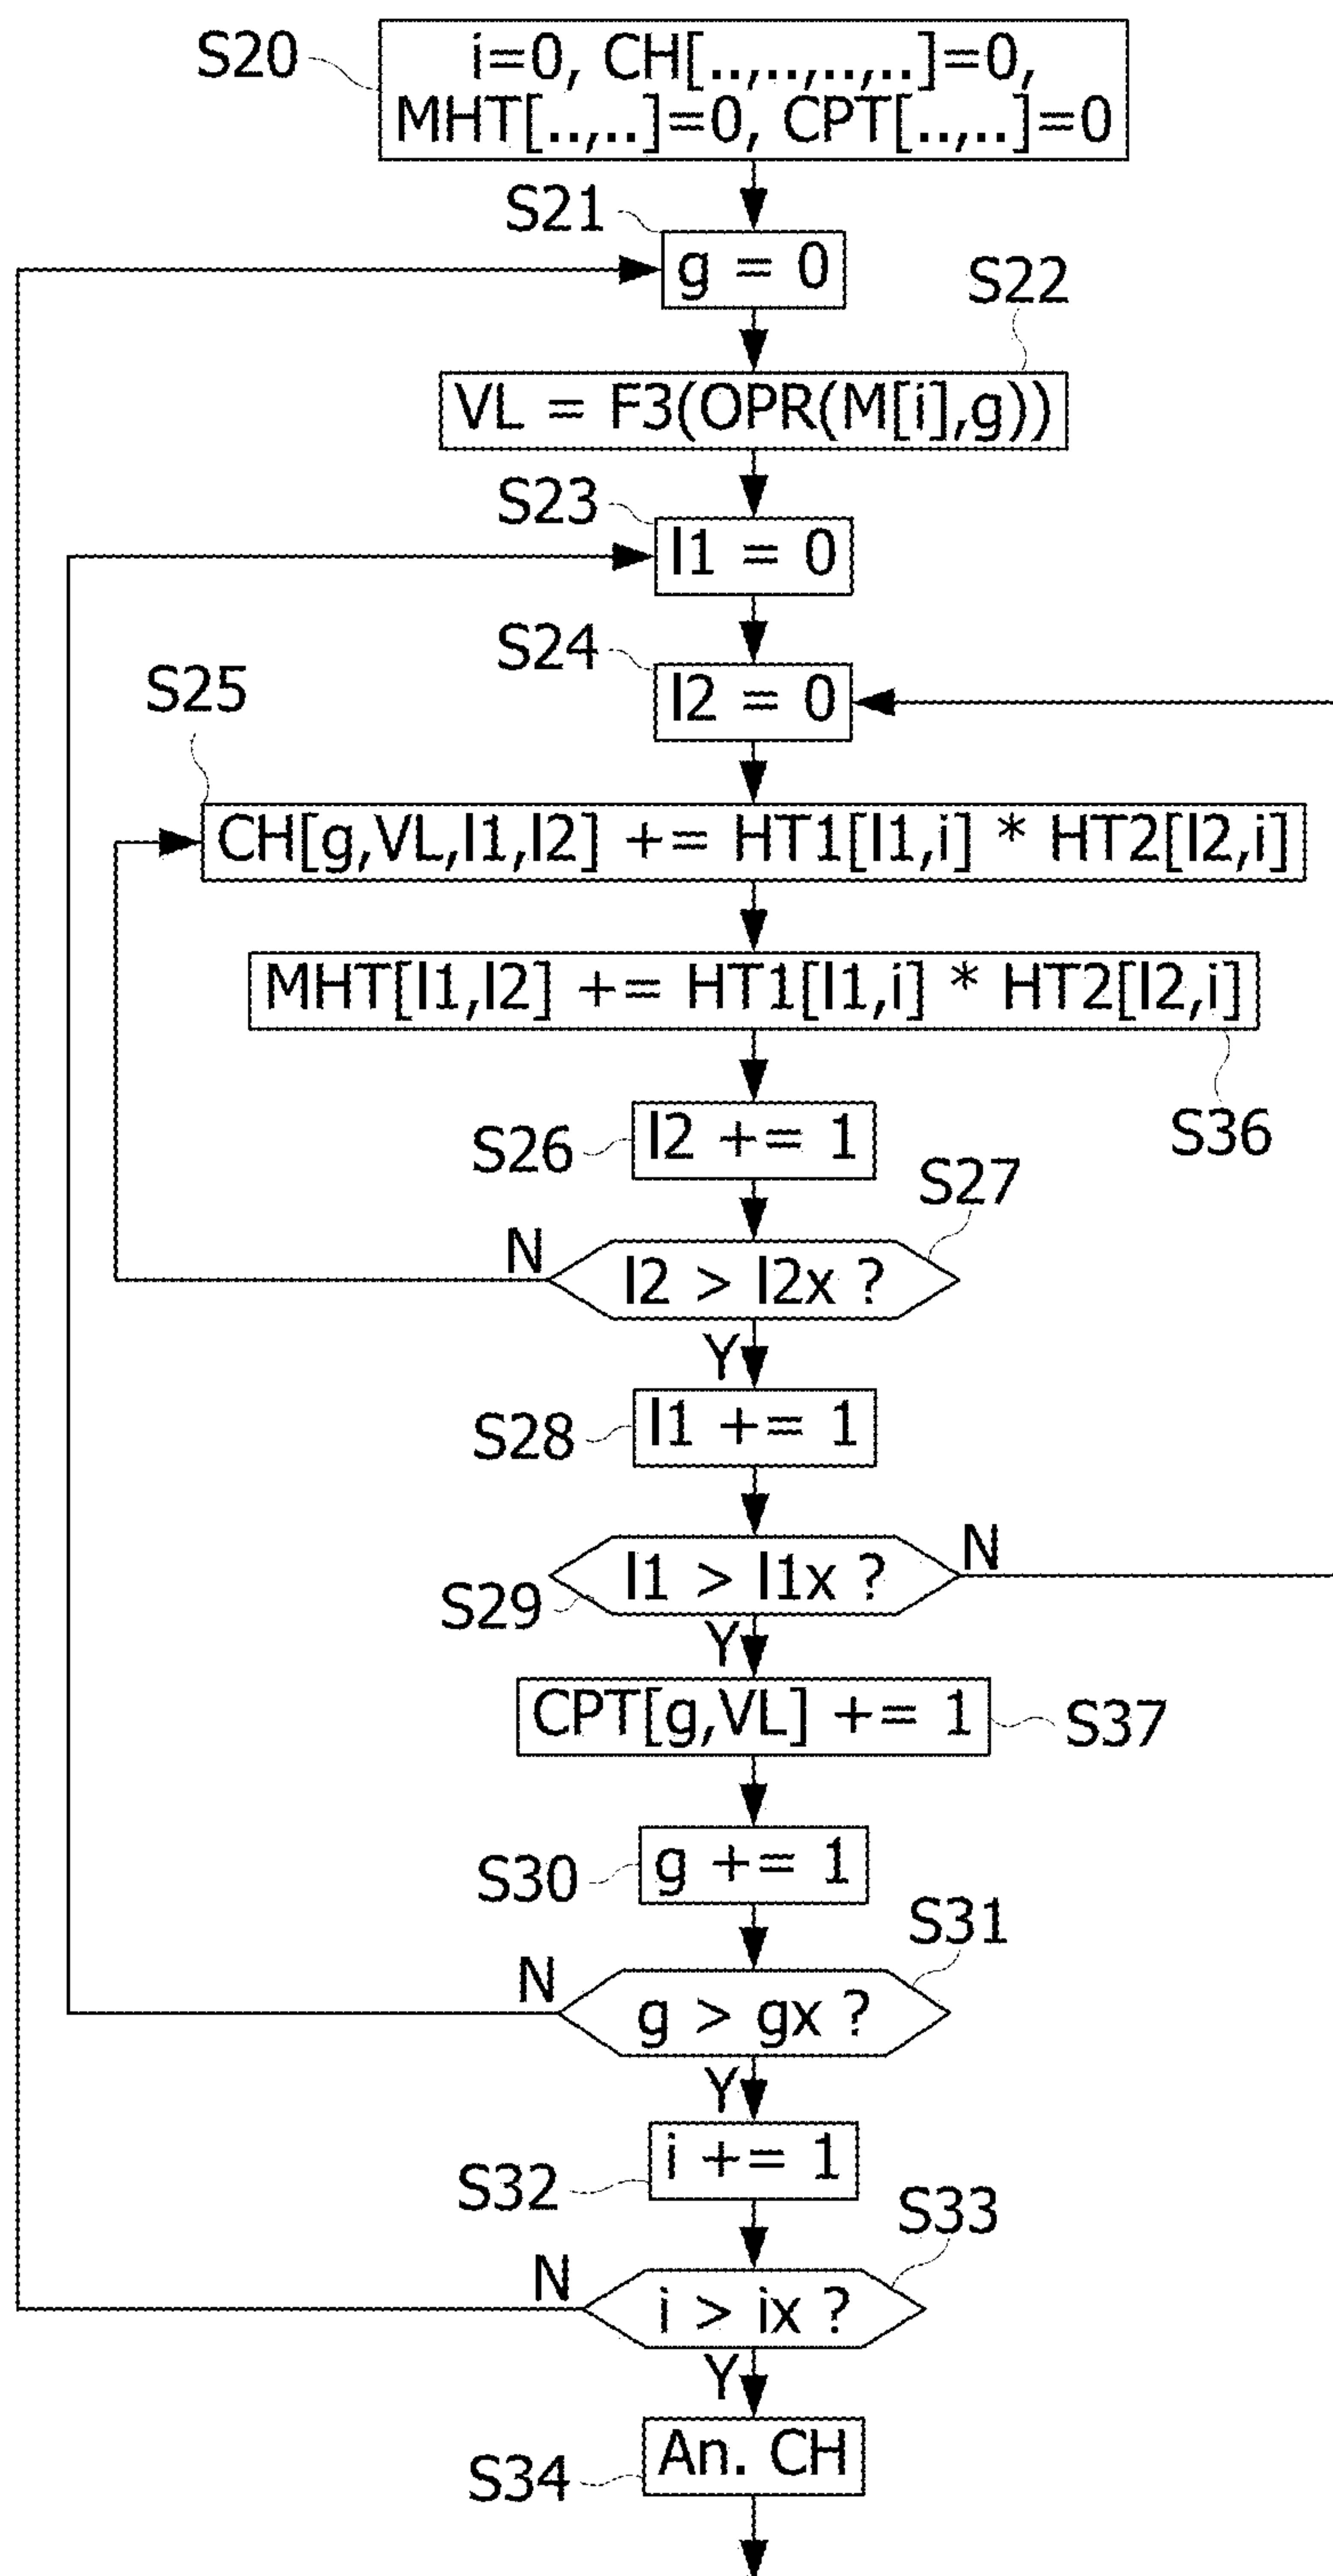 S20
i=0, CH[..,..,..,..]=0,
MHT[..,..]=0, CPT[..,..]=0
S21
g = 0
S22
VL = F3(OPR(M[i],g))
S23
l1 = 0
S24
l2 = 0
S25
CH[g,VL,l1,l2] += HT1[l1,i] * HT2[l2,i]
MHT[l1,l2] += HT1[l1,i] * HT2[l2,i]
S36
S26
l2 += 1
S27
N
l2 > l2x ?
Y
S28
l1 += 1
N
S29
l1 > l1x ?
Y
CPT[g,VL] += 1
S37
S30
g += 1
S31
N
g > gx ?
Y
S32
i += 1
S33
N
i > ix ?
Y
S34
An. CH